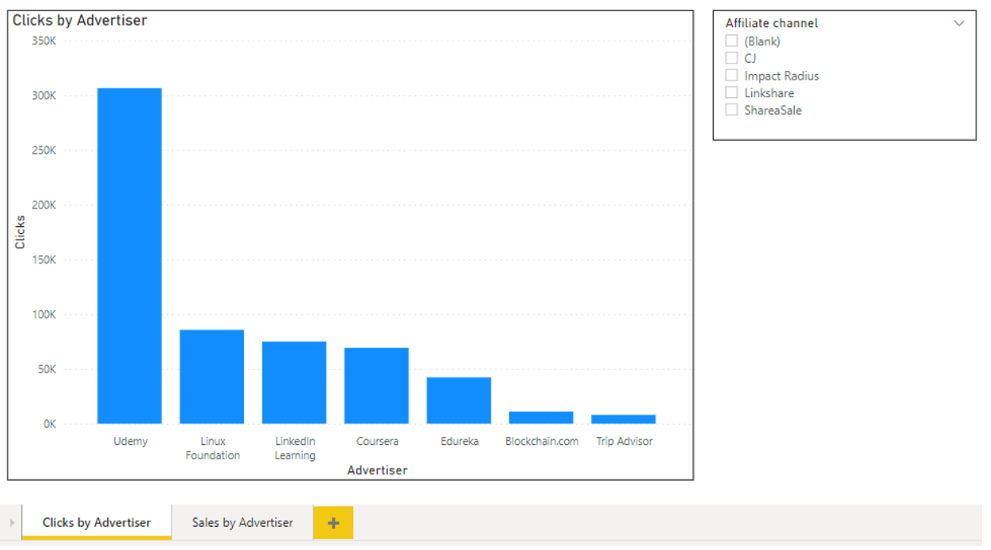 Clicks by Advertiser
350K
300K
250K
200K
150K
100K
50K
0K
Clicks
Udemy
Linux
Foundation
LinkedIn
Learning
Coursera
Edureka
Blockchain.com
Trip Advisor
Advertiser
Affiliate channel
(Blank)
CJ
Impact Radius
Linkshare
ShareaSale
Clicks by Advertiser
Sales by Advertiser
+